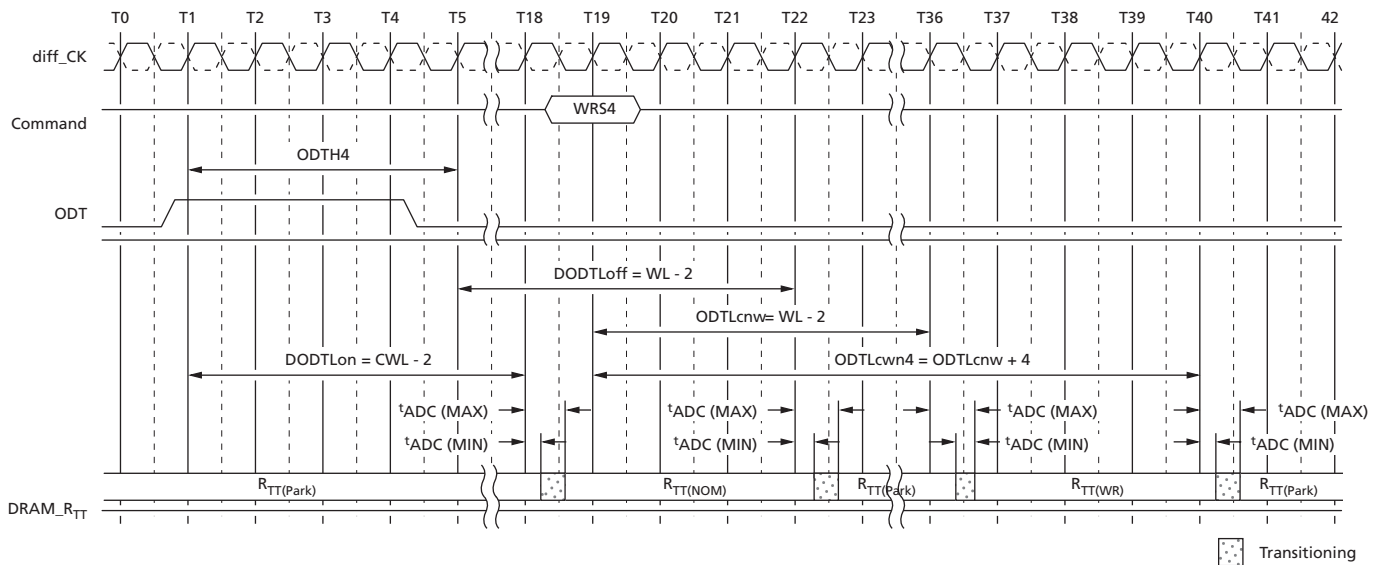 T0 T1 T2 T3 T4 T5 T18 T19 T20 T21 T22 T23 T36 T37 T38 T39 T40 T41 42
diff_CK
Command
WRS4
ODTH4
ODT
DODTLoff = WL - 2
ODTLcnw= WL - 2
DODTLon = CWL - 2
ODTLcwn4 = ODTLcnw + 4
tADC (MAX) tADC (MAX) tADC (MAX) tADC (MAX)
tADC (MIN) tADC (MIN) tADC (MIN) tADC (MIN)
RTT(Park) RTT(NOM) RTT(Park) RTT(WR) RTT(Park)
DRAM_RTT
Transitioning